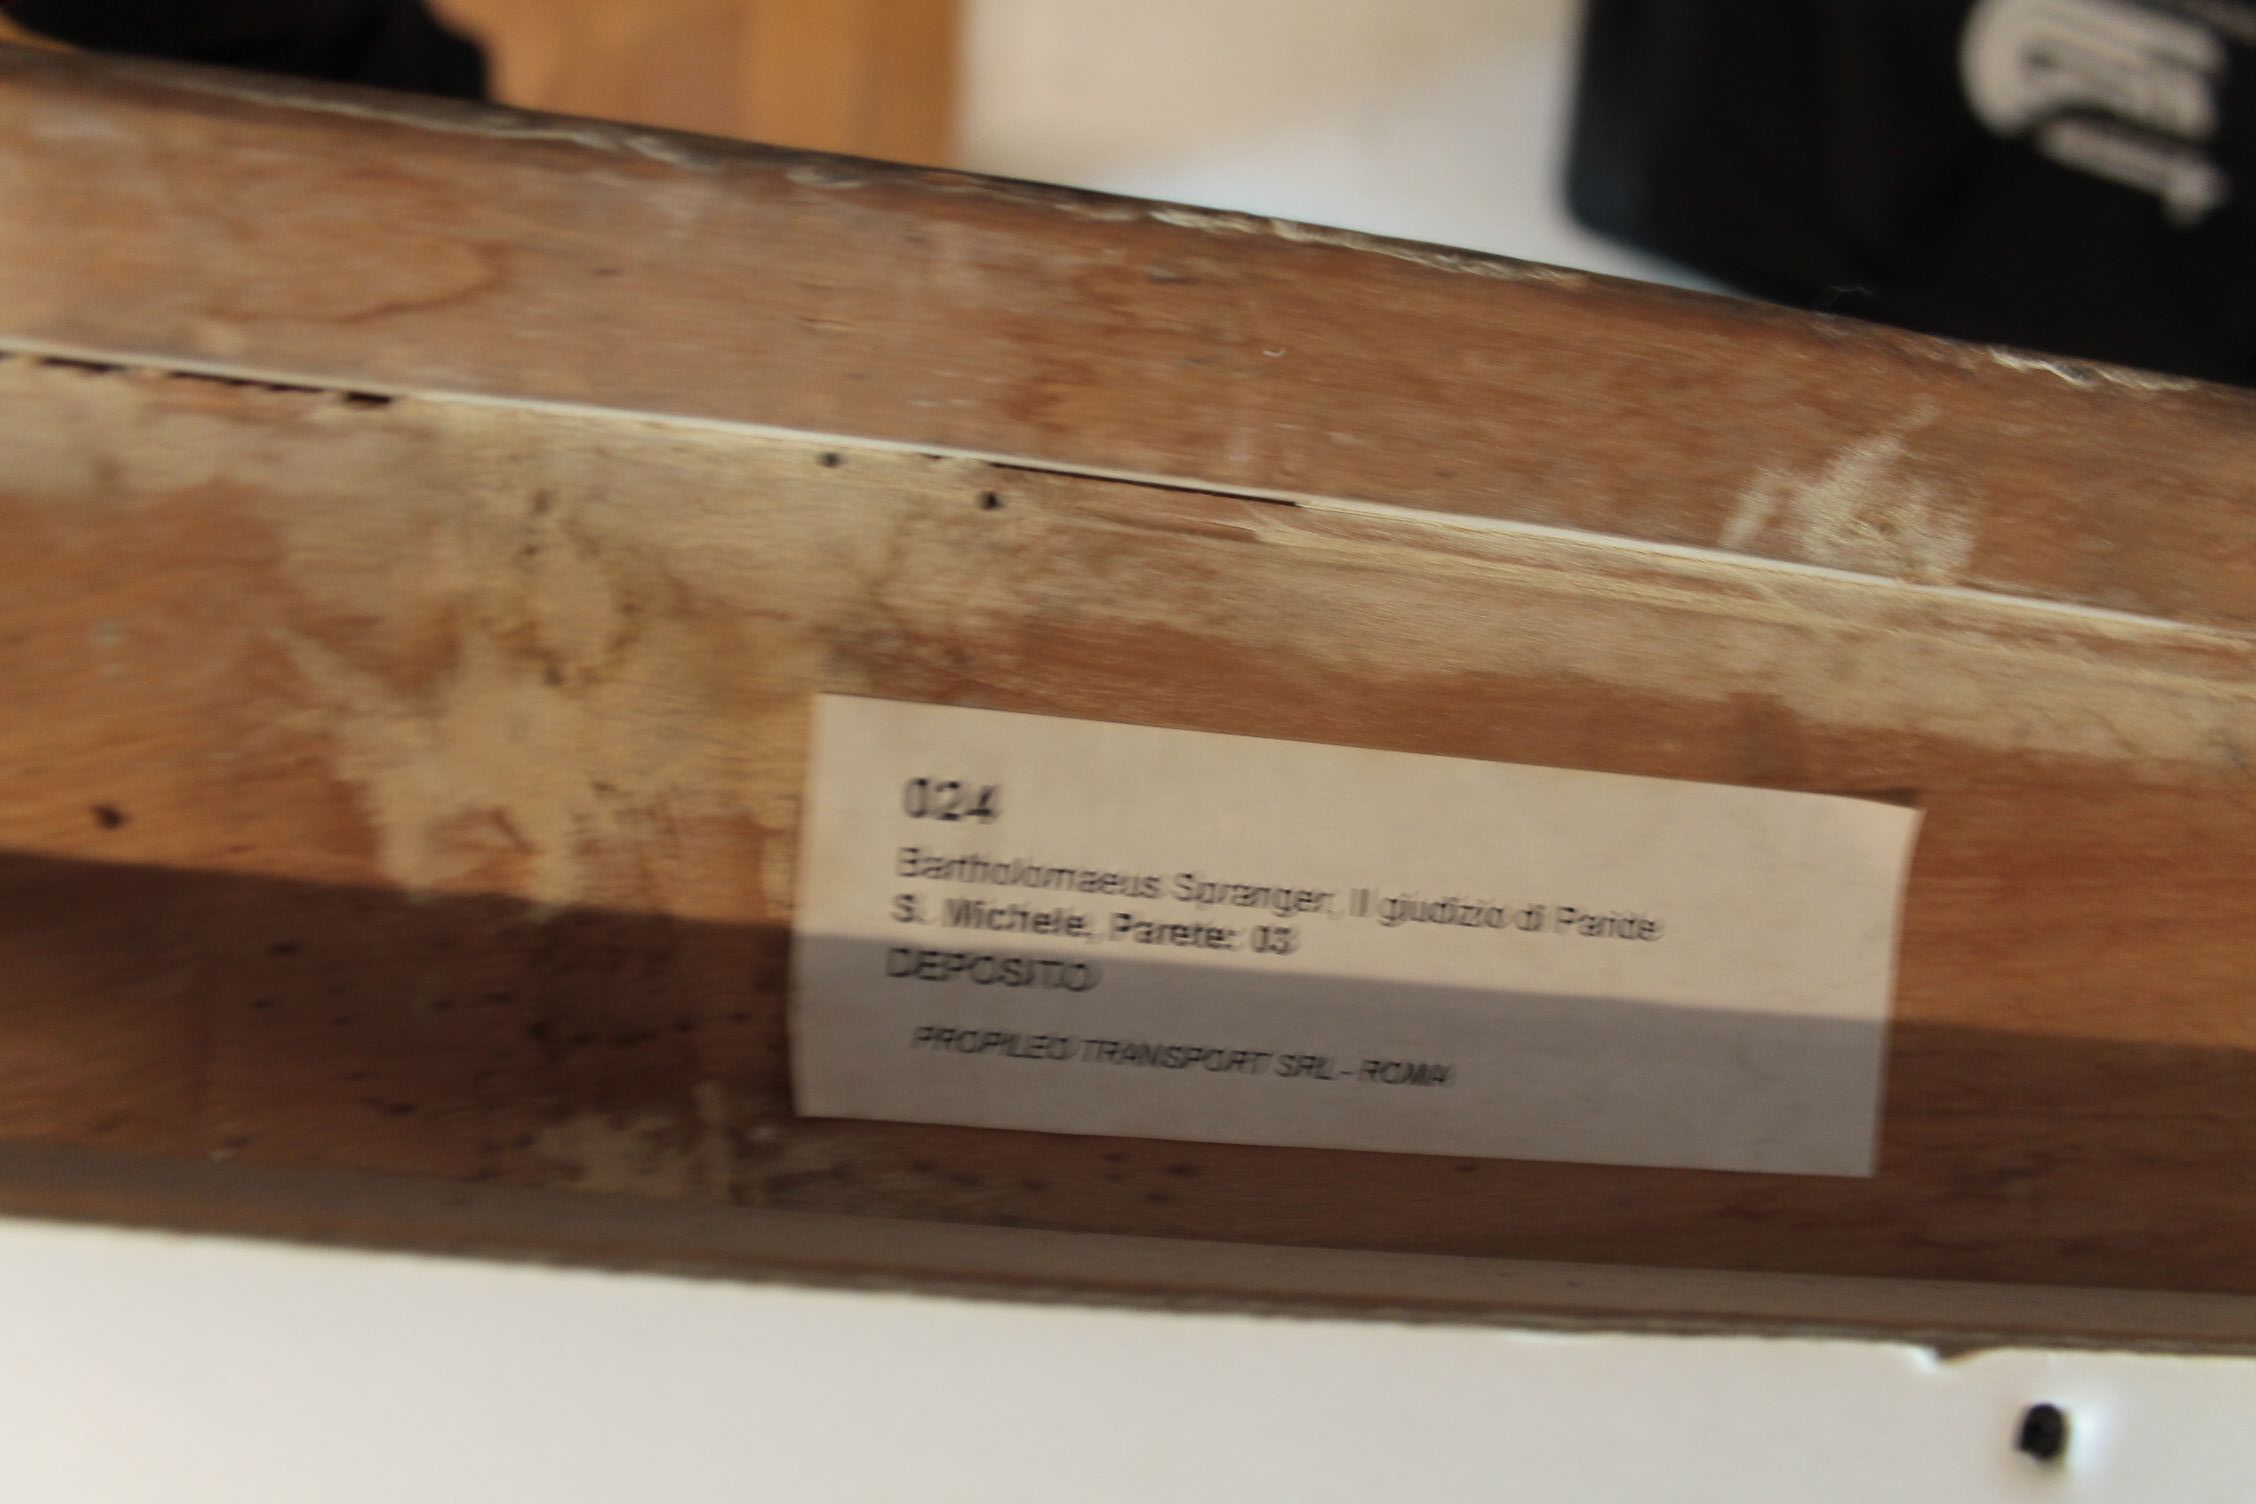 024
Bartholomaeus Spranger, Il giudizio di Paride
S. Michele, Parete: 03
DEPOSITO
PROPILEO TRANSPORT SRL - ROMA